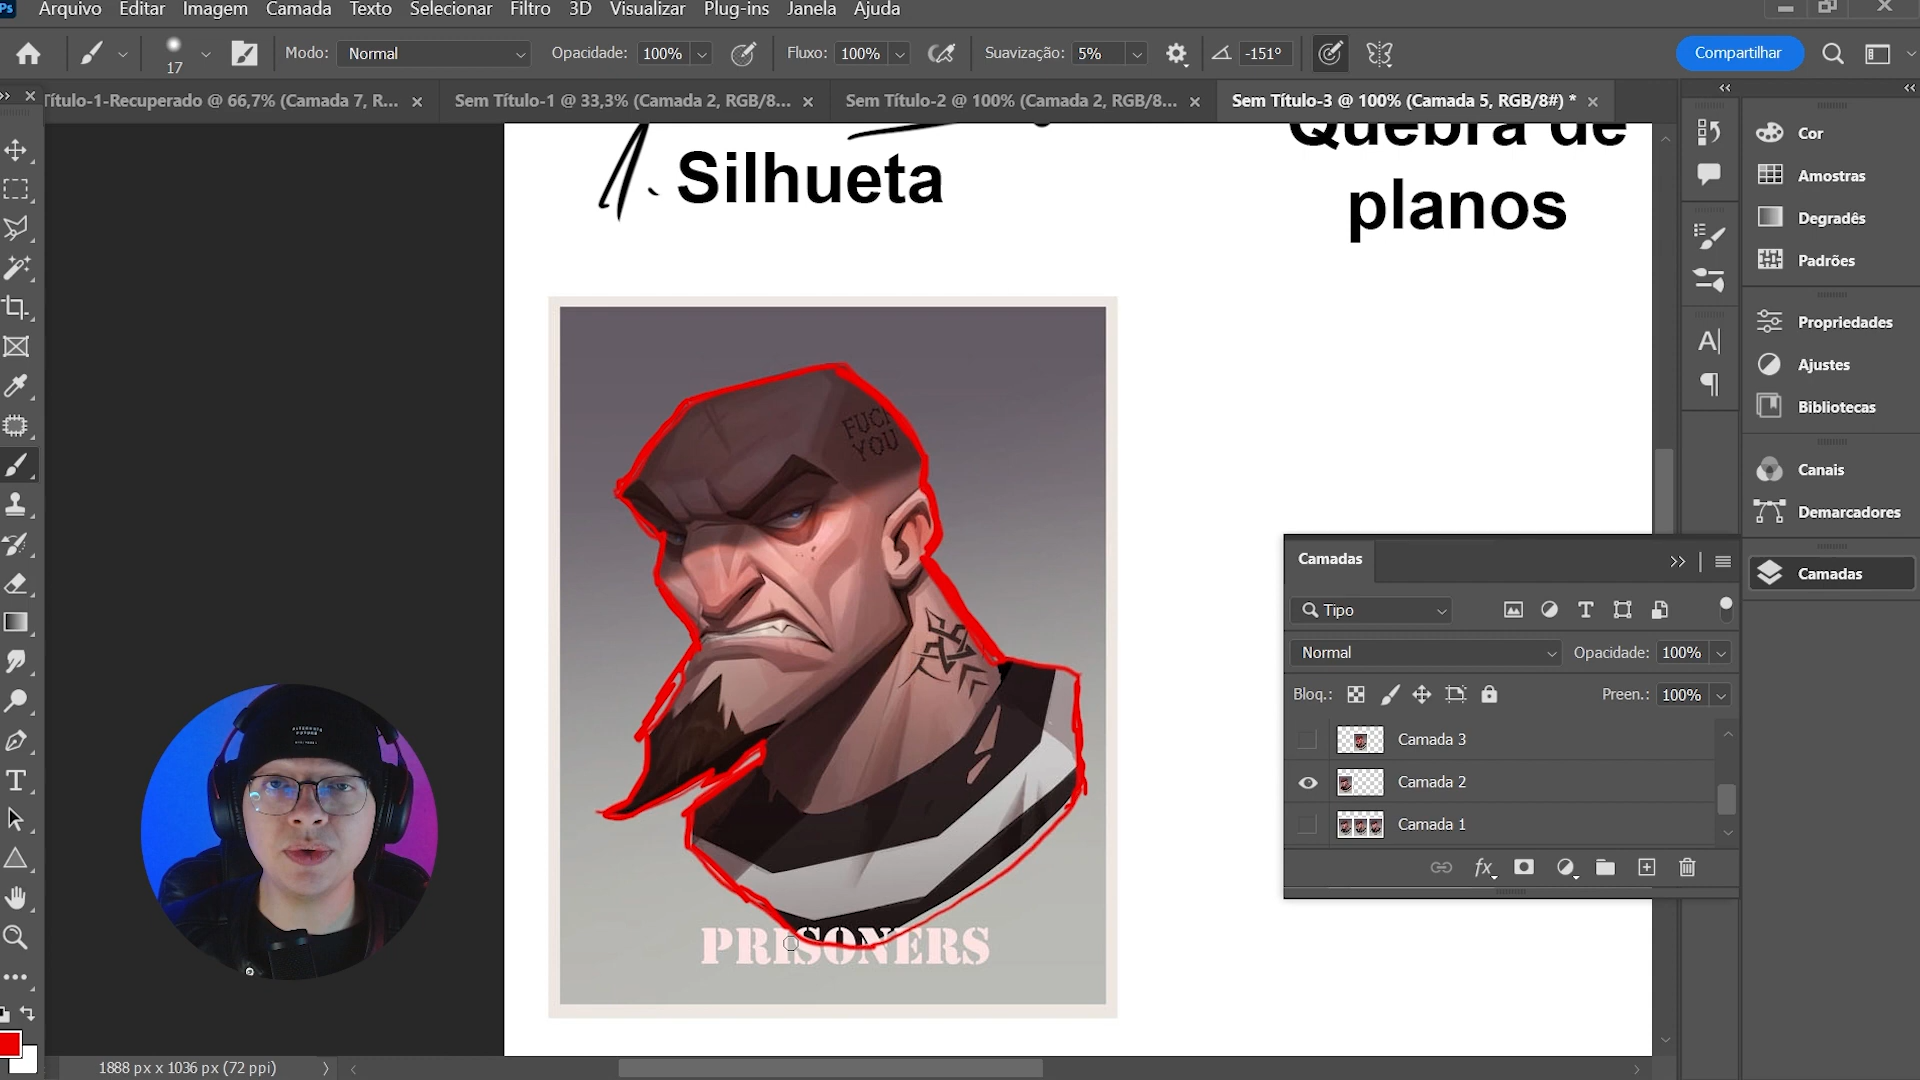 Arquivo Editar Imagem Camada Texto Selecionar Filtro 3D Visualizar Plug-ins Janela Ajuda
17 Modo: Normal Opacidade: 100% Fluxo: 100% Suavização: 5% -151° Compartilhar
Título-1-Recuperado @ 66,7% (Camada 7, R... × Sem Título-1 @ 33,3% (Camada 2, RGB/8... × Sem Título-2 @ 100% (Camada 2, RGB/8... × Sem Título-3 @ 100% (Camada 5, RGB/8#) * ×
Quebra de
planos
1. Silhueta
FUCK
YOU
PRISONERS
Cor
Amostras
Degradês
Padrões
Propriedades
Ajustes
Bibliotecas
Canais
Demarcadores
Camadas
Camadas
Tipo
Normal Opacidade: 100%
Bloq.: Preen.: 100%
Camada 3
Camada 2
Camada 1
1888 px x 1036 px (72 ppi)